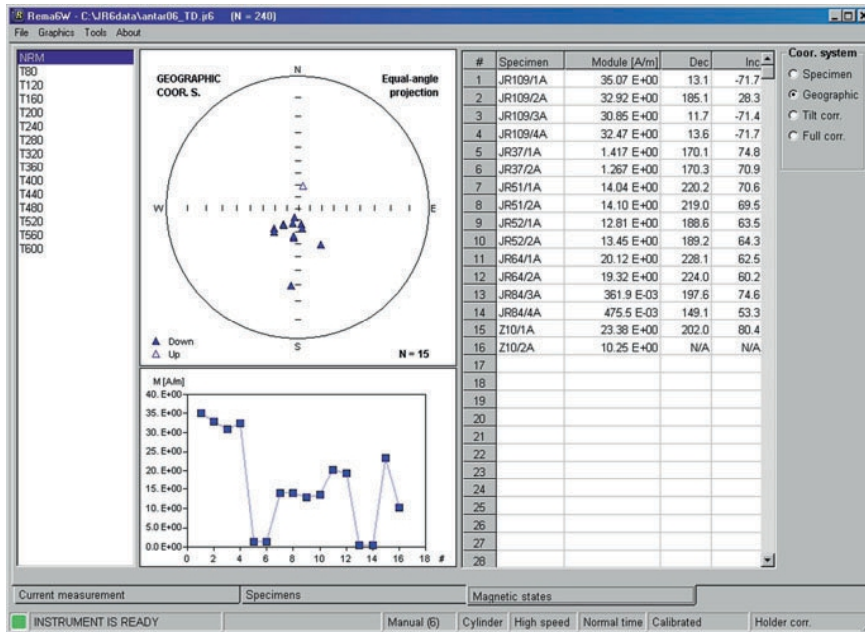 Rema6W - C:\JR6data\antar06_TD.jr6 (N = 240)
File Graphics Tools About
NRM
T80
T120
T160
T200
T240
T280
T320
T360
T400
T440
T480
T520
T560
T600
GEOGRAPHIC
COOR. S.
Equal-angle
projection
N
W
E
S
Down
Up
N = 15
M [A/m]
40. E+00
35. E+00
30. E+00
25. E+00
20. E+00
15. E+00
10. E+00
5.0 E+00
0.0 E+00
0 2 4 6 8 10 12 14 16 18 #
# Specimen Module [A/m] Dec Inc
1 JR109/1A 35.07 E+00 13.1 -71.7
2 JR109/2A 32.92 E+00 185.1 28.3
3 JR109/3A 30.85 E+00 11.7 -71.4
4 JR109/4A 32.47 E+00 13.6 -71.7
5 JR37/1A 1.417 E+00 170.1 74.8
6 JR37/2A 1.267 E+00 170.3 70.9
7 JR51/1A 14.04 E+00 220.2 70.6
8 JR51/2A 14.10 E+00 219.0 69.5
9 JR52/1A 12.81 E+00 188.6 63.5
10 JR52/2A 13.45 E+00 189.2 64.3
11 JR64/1A 20.12 E+00 228.1 62.5
12 JR64/2A 19.32 E+00 224.0 60.2
13 JR84/3A 361.9 E-03 197.6 74.6
14 JR84/4A 475.5 E-03 149.1 53.3
15 Z10/1A 23.38 E+00 202.0 80.4
16 Z10/2A 10.25 E+00 N/A N/A
17
18
19
20
21
22
23
24
25
26
27
28
Coor. system
Specimen
Geographic
Tilt corr.
Full corr.
Current measurement Specimens Magnetic states
INSTRUMENT IS READY Manual (6) Cylinder High speed Normal time Calibrated Holder corr.